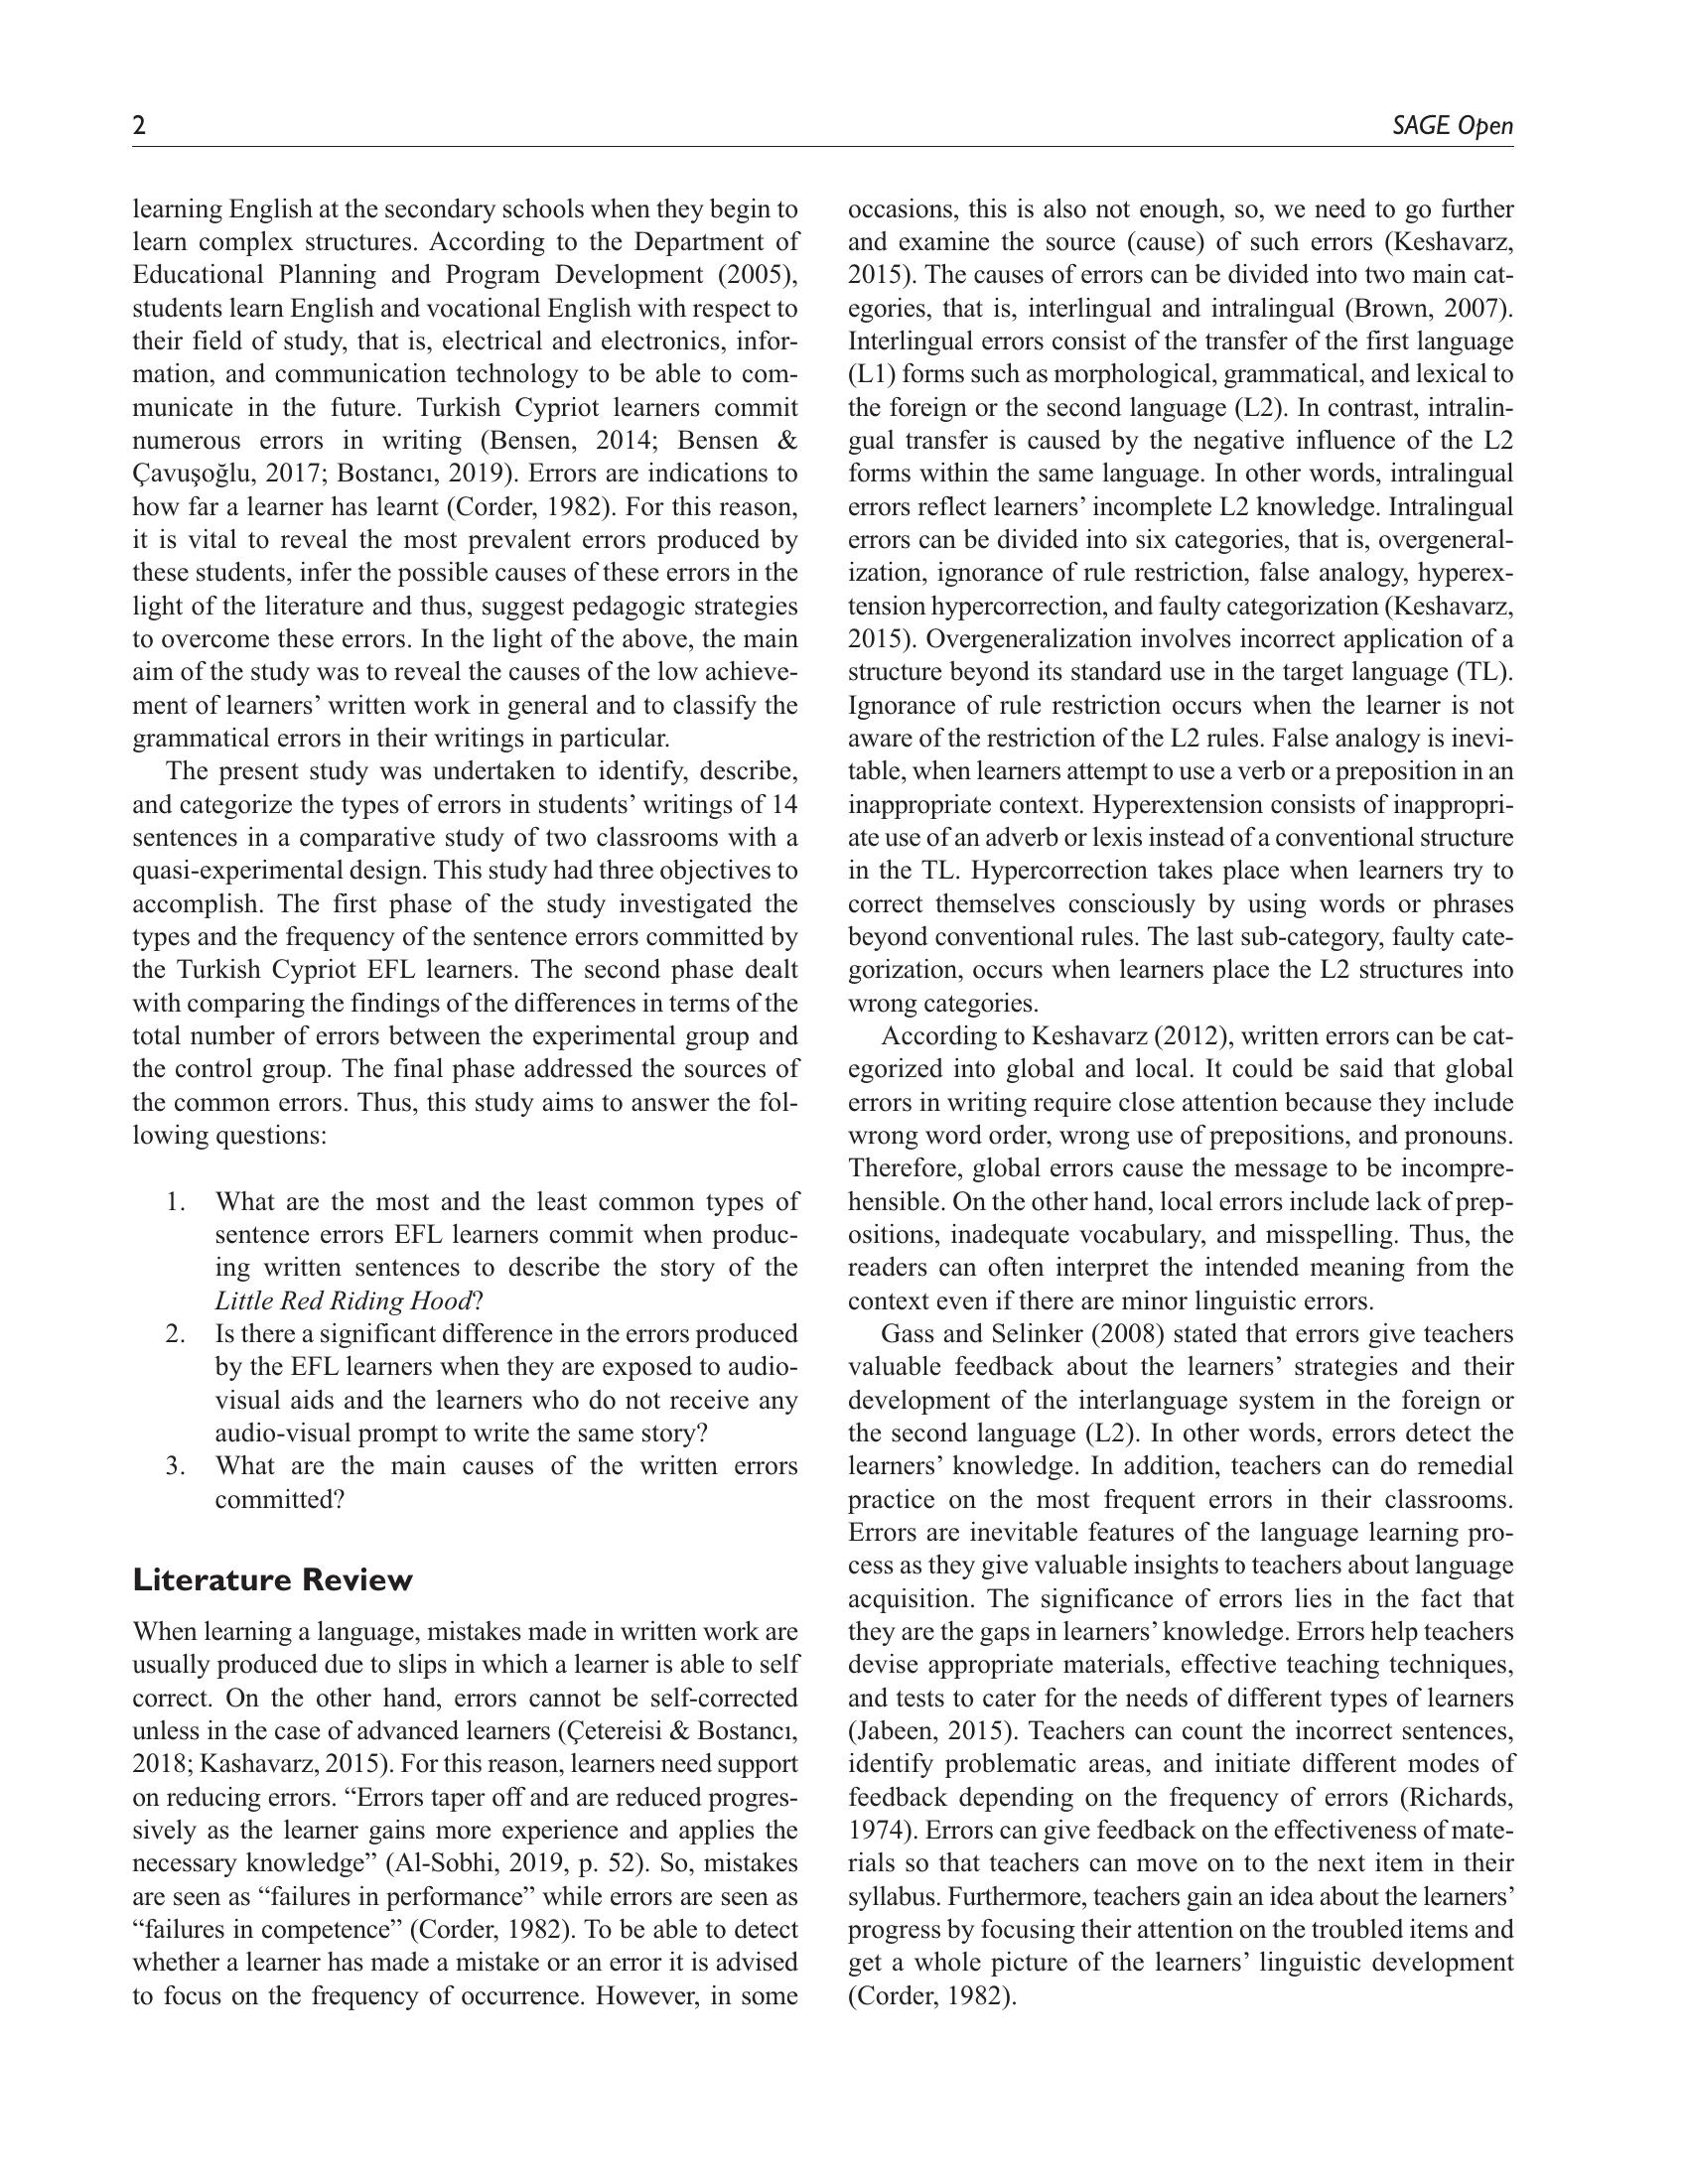 2
SAGE Open
learning English at the secondary schools when they begin to
learn complex structures. According to the Department of
Educational Planning and Program Development (2005),
students learn English and vocational English with respect to
their field of study, that is, electrical and electronics, infor-
mation, and communication technology to be able to com-
municate in the future. Turkish Cypriot learners commit
numerous errors in writing (Bensen, 2014; Bensen &
Çavuşoğlu, 2017; Bostancı, 2019). Errors are indications to
how far a learner has learnt (Corder, 1982). For this reason,
it is vital to reveal the most prevalent errors produced by
these students, infer the possible causes of these errors in the
light of the literature and thus, suggest pedagogic strategies
to overcome these errors. In the light of the above, the main
aim of the study was to reveal the causes of the low achieve-
ment of learners' written work in general and to classify the
grammatical errors in their writings in particular.
The present study was undertaken to identify, describe,
and categorize the types of errors in students' writings of 14
sentences in a comparative study of two classrooms with a
quasi-experimental design. This study had three objectives to
accomplish. The first phase of the study investigated the
types and the frequency of the sentence errors committed by
the Turkish Cypriot EFL learners. The second phase dealt
with comparing the findings of the differences in terms of the
total number of errors between the experimental group and
the control group. The final phase addressed the sources of
the common errors. Thus, this study aims to answer the fol-
lowing questions:
1. What are the most and the least common types of
sentence errors EFL learners commit when produc-
ing written sentences to describe the story of the
Little Red Riding Hood?
2. Is there a significant difference in the errors produced
by the EFL learners when they are exposed to audio-
visual aids and the learners who do not receive any
audio-visual prompt to write the same story?
3. What are the main causes of the written errors
committed?
Literature Review
When learning a language, mistakes made in written work are
usually produced due to slips in which a learner is able to self
correct. On the other hand, errors cannot be self-corrected
unless in the case of advanced learners (Çetereisi & Bostancı,
2018; Kashavarz, 2015). For this reason, learners need support
on reducing errors. “Errors taper off and are reduced progres-
sively as the learner gains more experience and applies the
necessary knowledge” (Al-Sobhi, 2019, p. 52). So, mistakes
are seen as “failures in performance” while errors are seen as
“failures in competence” (Corder, 1982). To be able to detect
whether a learner has made a mistake or an error it is advised
to focus on the frequency of occurrence. However, in some
occasions, this is also not enough, so, we need to go further
and examine the source (cause) of such errors (Keshavarz,
2015). The causes of errors can be divided into two main cat-
egories, that is, interlingual and intralingual (Brown, 2007).
Interlingual errors consist of the transfer of the first language
(L1) forms such as morphological, grammatical, and lexical to
the foreign or the second language (L2). In contrast, intralin-
gual transfer is caused by the negative influence of the L2
forms within the same language. In other words, intralingual
errors reflect learners' incomplete L2 knowledge. Intralingual
errors can be divided into six categories, that is, overgeneral-
ization, ignorance of rule restriction, false analogy, hyperex-
tension hypercorrection, and faulty categorization (Keshavarz,
2015). Overgeneralization involves incorrect application of a
structure beyond its standard use in the target language (TL).
Ignorance of rule restriction occurs when the learner is not
aware of the restriction of the L2 rules. False analogy is inevi-
table, when learners attempt to use a verb or a preposition in an
inappropriate context. Hyperextension consists of inappropri-
ate use of an adverb or lexis instead of a conventional structure
in the TL. Hypercorrection takes place when learners try to
correct themselves consciously by using words or phrases
beyond conventional rules. The last sub-category, faulty cate-
gorization, occurs when learners place the L2 structures into
wrong categories.
According to Keshavarz (2012), written errors can be cat-
egorized into global and local. It could be said that global
errors in writing require close attention because they include
wrong word order, wrong use of prepositions, and pronouns.
Therefore, global errors cause the message to be incompre-
hensible. On the other hand, local errors include lack of prep-
ositions, inadequate vocabulary, and misspelling. Thus, the
readers can often interpret the intended meaning from the
context even if there are minor linguistic errors.
Gass and Selinker (2008) stated that errors give teachers
valuable feedback about the learners' strategies and their
development of the interlanguage system in the foreign or
the second language (L2). In other words, errors detect the
learners' knowledge. In addition, teachers can do remedial
practice on the most frequent errors in their classrooms.
Errors are inevitable features of the language learning pro-
cess as they give valuable insights to teachers about language
acquisition. The significance of errors lies in the fact that
they are the gaps in learners' knowledge. Errors help teachers
devise appropriate materials, effective teaching techniques,
and tests to cater for the needs of different types of learners
(Jabeen, 2015). Teachers can count the incorrect sentences,
identify problematic areas, and initiate different modes of
feedback depending on the frequency of errors (Richards,
1974). Errors can give feedback on the effectiveness of mate-
rials so that teachers can move on to the next item in their
syllabus. Furthermore, teachers gain an idea about the learners'
progress by focusing their attention on the troubled items and
get a whole picture of the learners' linguistic development
(Corder, 1982).